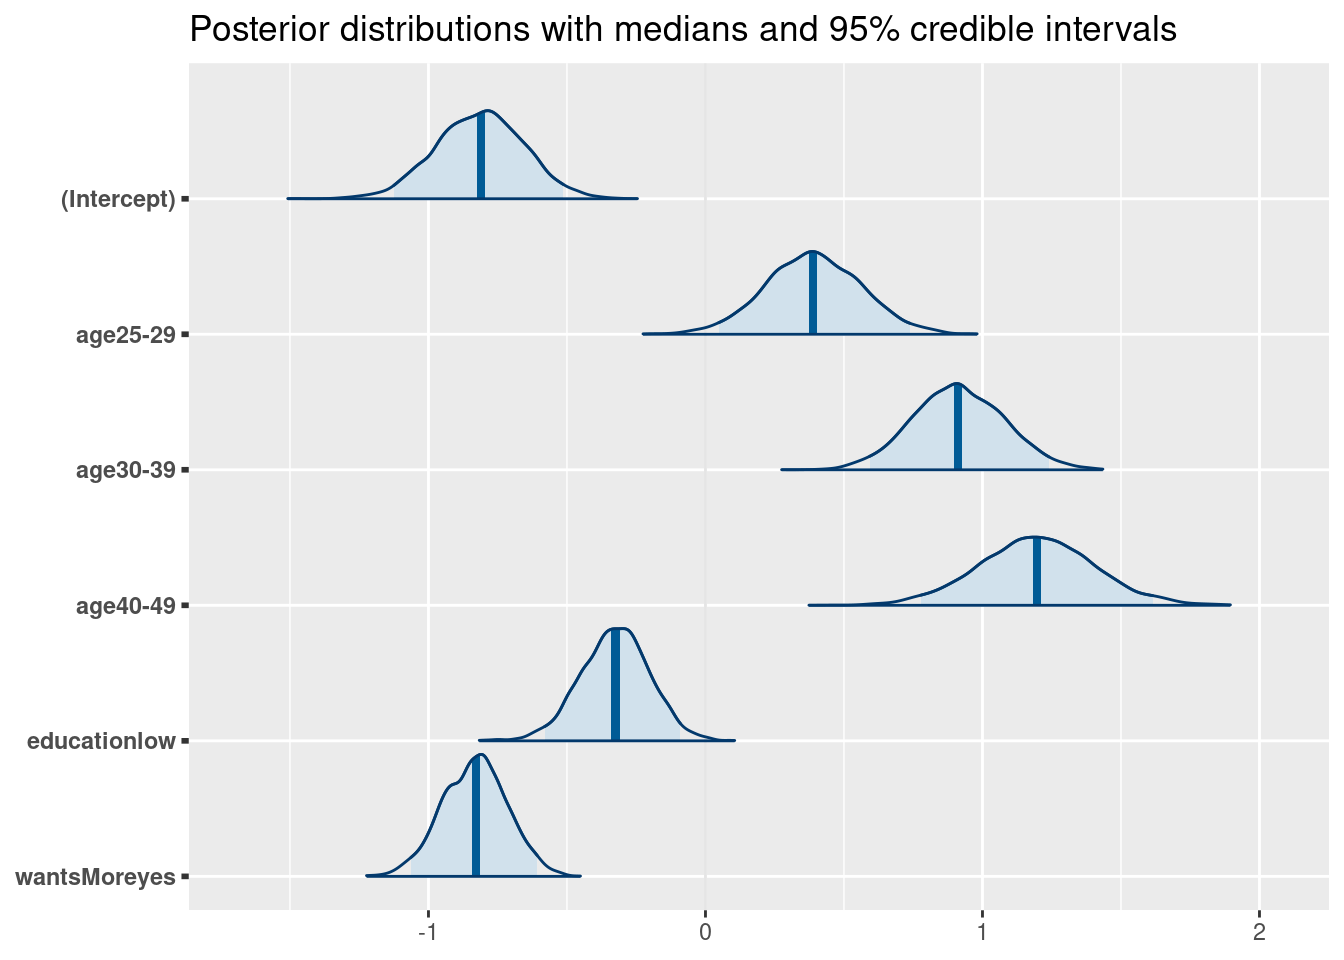 Posterior distributions with medians and 95% credible intervals
(Intercept)
age25-29
age30-39
age40-49
educationlow
wantsMoreyes
-1 0 1 2